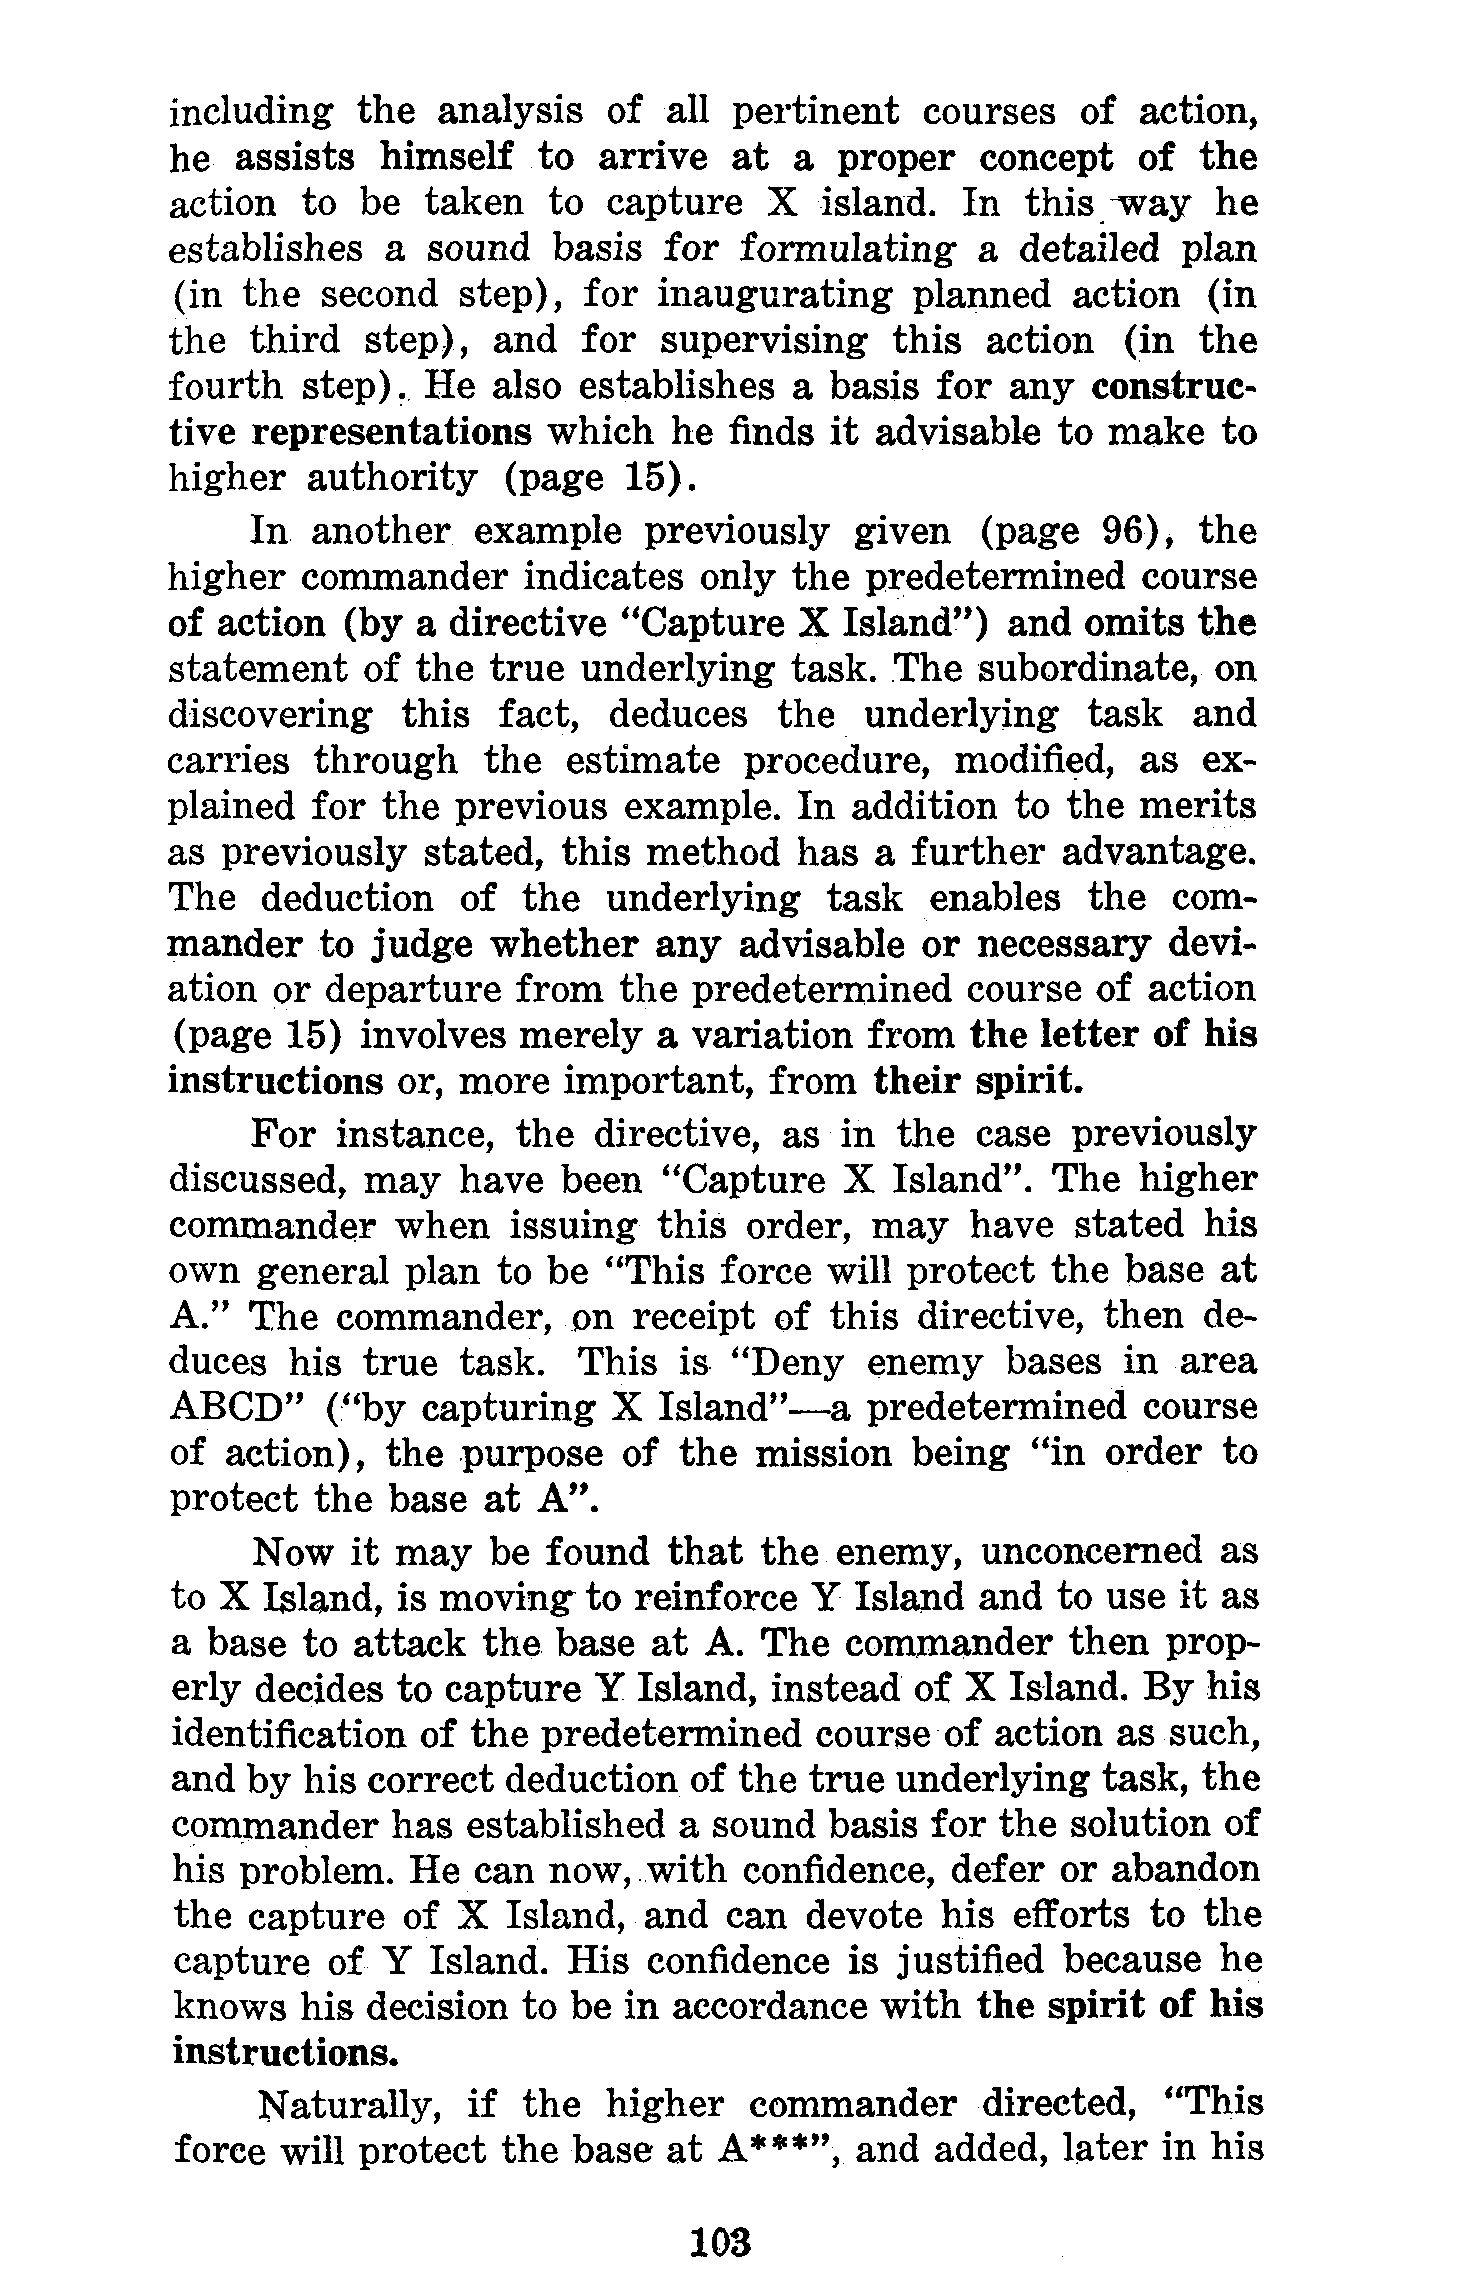 including the analysis of all pertinent courses of action,
he assists himself to arrive at a proper concept of the
action to be taken to capture X island. In this way he
establishes a sound basis for formulating a detailed plan
(in the second step), for inaugurating planned action (in
the third step), and for supervising this action (in the
fourth step). He also establishes a basis for any construc-
tive representations which he finds it advisable to make to
higher authority (page 15).
In another example previously given (page 96), the
higher commander indicates only the predetermined course
of action (by a directive “Capture X Island”) and omits the
statement of the true underlying task. The subordinate, on
discovering this fact, deduces the underlying task and
carries through the estimate procedure, modified, as ex-
plained for the previous example. In addition to the merits
as previously stated, this method has a further advantage.
The deduction of the underlying task enables the com-
mander to judge whether any advisable or necessary devi-
ation or departure from the predetermined course of action
(page 15) involves merely a variation from the letter of his
instructions or, more important, from their spirit.
For instance, the directive, as in the case previously
discussed, may have been “Capture X Island”. The higher
commander when issuing this order, may have stated his
own general plan to be “This force will protect the base at
A.” The commander, on receipt of this directive, then de-
duces his true task. This is “Deny enemy bases in area
ABCD” (“by capturing X Island”—a predetermined course
of action), the purpose of the mission being “in order to
protect the base at A”.
Now it may be found that the enemy, unconcerned as
to X Island, is moving to reinforce Y Island and to use it as
a base to attack the base at A. The commander then prop-
erly decides to capture Y Island, instead of X Island. By his
identification of the predetermined course of action as such,
and by his correct deduction of the true underlying task, the
commander has established a sound basis for the solution of
his problem. He can now, with confidence, defer or abandon
the capture of X Island, and can devote his efforts to the
capture of Y Island. His confidence is justified because he
knows his decision to be in accordance with the spirit of his
instructions.
Naturally, if the higher commander directed, “This
force will protect the base at A***”, and added, later in his
103